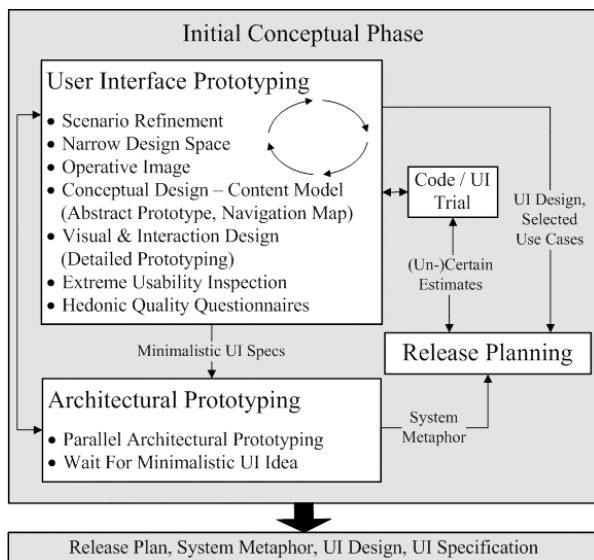 Initial Conceptual Phase
User Interface Prototyping
• Scenario Refinement
• Narrow Design Space
• Operative Image
• Conceptual Design – Content Model
(Abstract Prototype, Navigation Map)
• Visual & Interaction Design
(Detailed Prototyping)
• Extreme Usability Inspection
• Hedonic Quality Questionnaires
Code / UI
Trial
UI Design,
Selected
Use Cases
(Un-)Certain
Estimates
Minimalistic UI Specs
Release Planning
Architectural Prototyping
• Parallel Architectural Prototyping
• Wait For Minimalistic UI Idea
System
Metaphor
Release Plan, System Metaphor, UI Design, UI Specification